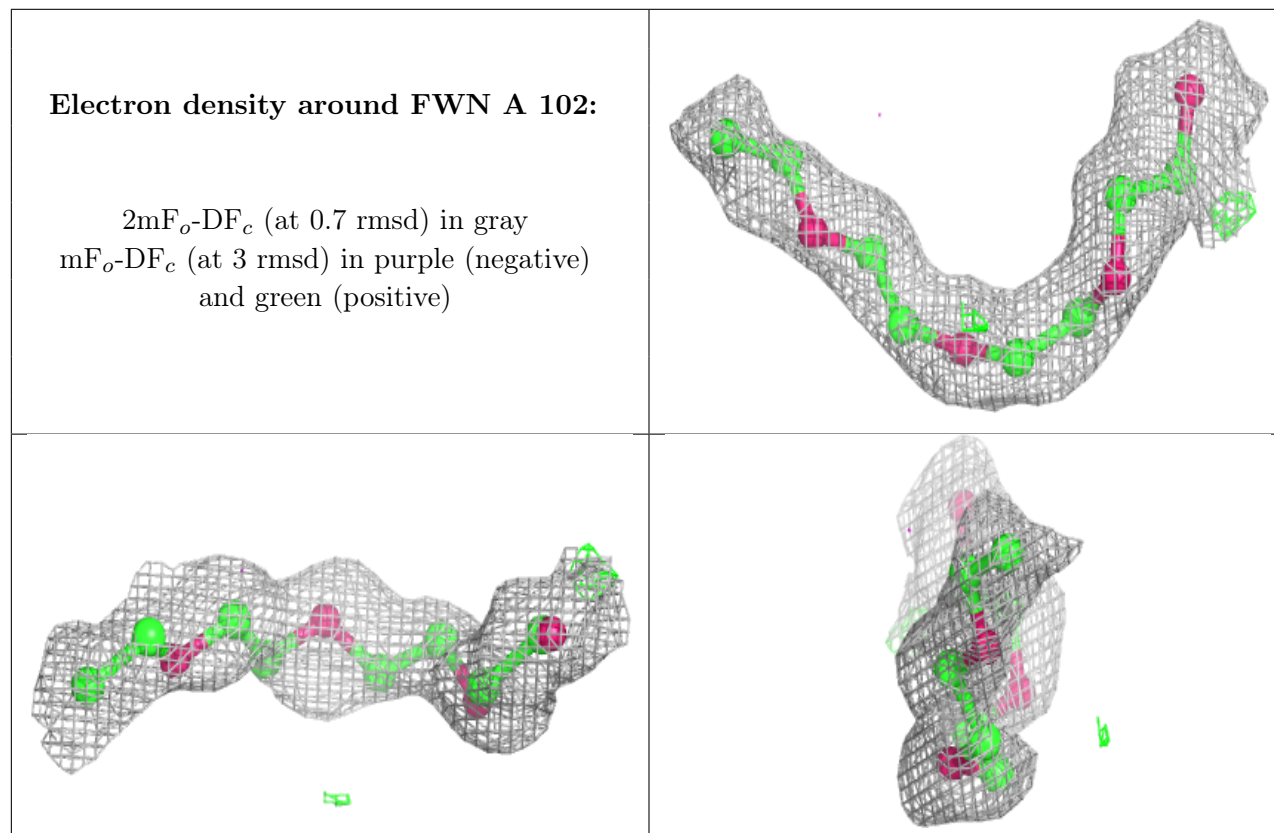 Electron density around FWN A 102:
2mFo-DFc (at 0.7 rmsd) in gray
mFo-DFc (at 3 rmsd) in purple (negative)
and green (positive)